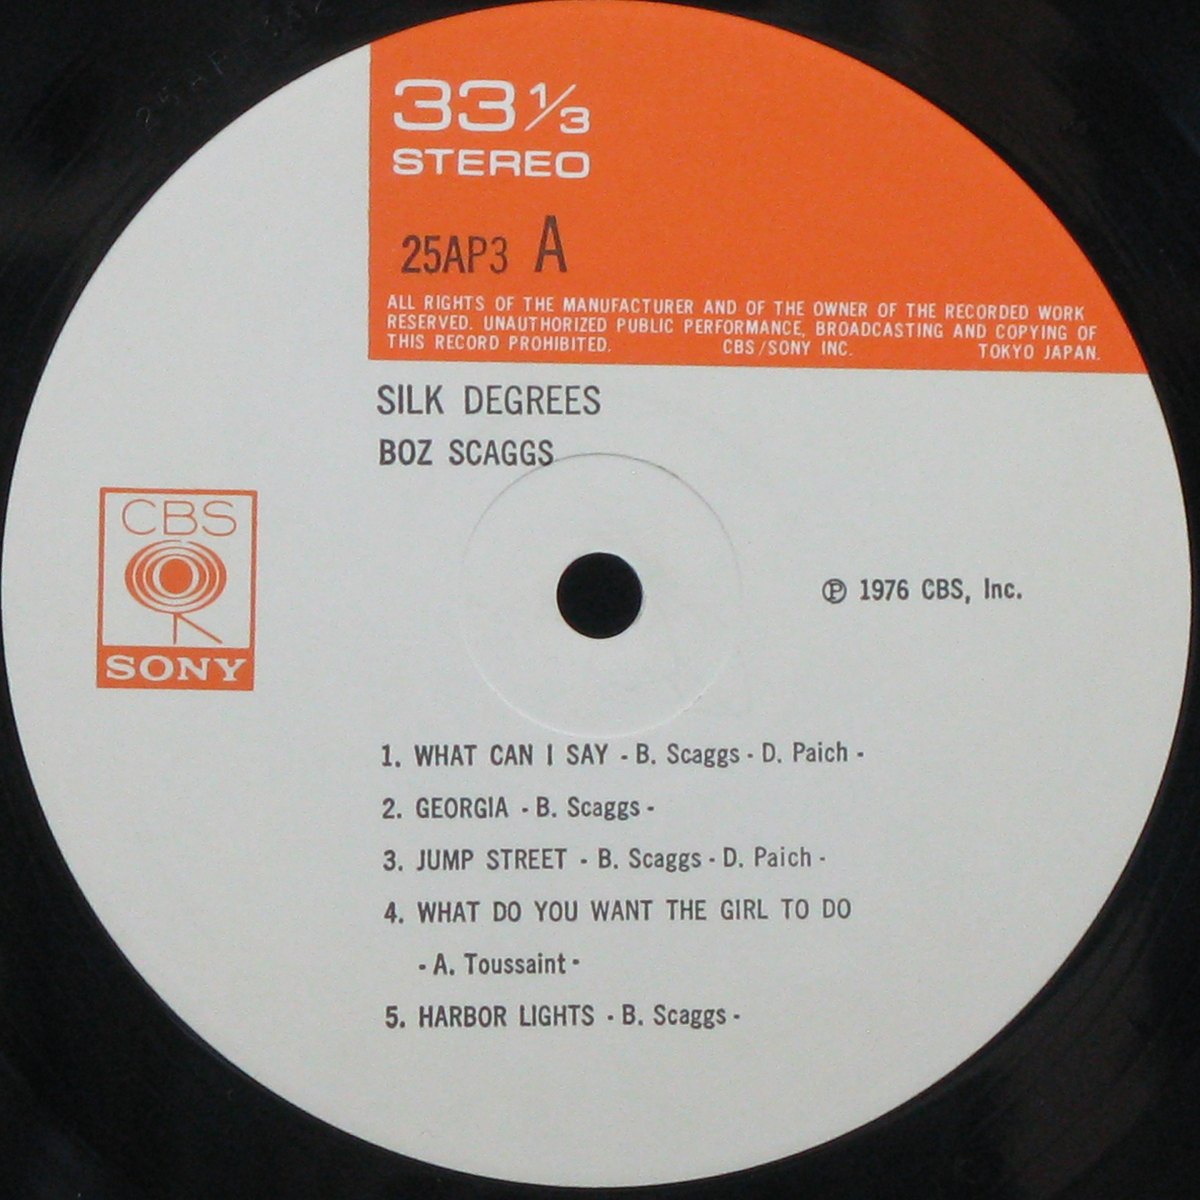 33 1/3
STEREO
25AP3 A
ALL RIGHTS OF THE MANUFACTURER AND OF THE OWNER OF THE RECORDED WORK
RESERVED. UNAUTHORIZED PUBLIC PERFORMANCE, BROADCASTING AND COPYING OF
THIS RECORD PROHIBITED. CBS/SONY INC. TOKYO JAPAN.
SILK DEGREES
BOZ SCAGGS
CBS
SONY
℗ 1976 CBS, Inc.
1. WHAT CAN I SAY - B. Scaggs - D. Paich -
2. GEORGIA - B. Scaggs -
3. JUMP STREET - B. Scaggs - D. Paich -
4. WHAT DO YOU WANT THE GIRL TO DO
- A. Toussaint -
5. HARBOR LIGHTS - B. Scaggs -